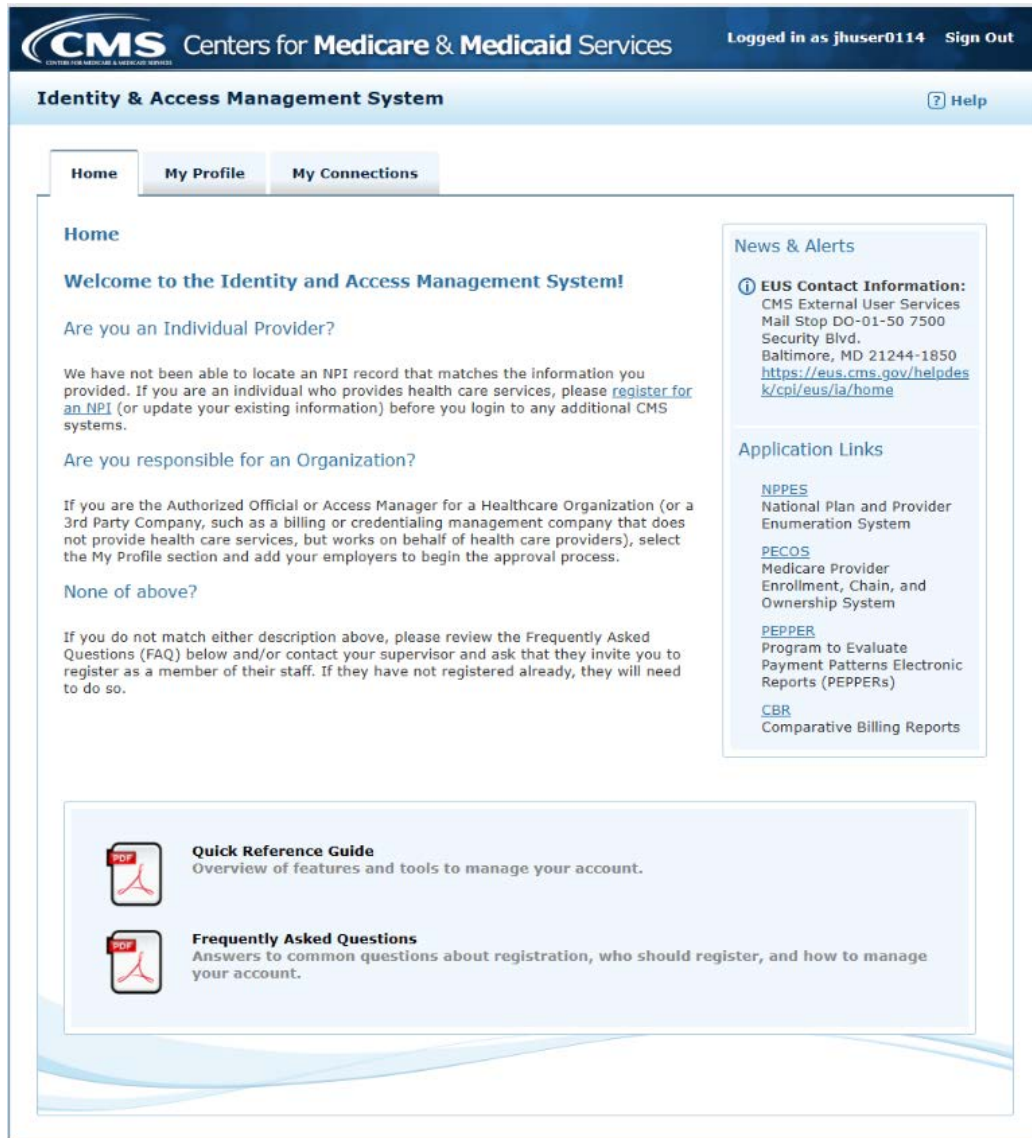 CMS Centers for Medicare & Medicaid Services
CENTERS FOR MEDICARE & MEDICAID SERVICES
Logged in as jhuser0114 Sign Out
Identity & Access Management System
? Help
Home My Profile My Connections
Home
Welcome to the Identity and Access Management System!
Are you an Individual Provider?
We have not been able to locate an NPI record that matches the information you
provided. If you are an individual who provides health care services, please register for
an NPI (or update your existing information) before you login to any additional CMS
systems.
Are you responsible for an Organization?
If you are the Authorized Official or Access Manager for a Healthcare Organization (or a
3rd Party Company, such as a billing or credentialing management company that does
not provide health care services, but works on behalf of health care providers), select
the My Profile section and add your employers to begin the approval process.
None of above?
If you do not match either description above, please review the Frequently Asked
Questions (FAQ) below and/or contact your supervisor and ask that they invite you to
register as a member of their staff. If they have not registered already, they will need
to do so.
News & Alerts
EUS Contact Information:
CMS External User Services
Mail Stop DO-01-50 7500
Security Blvd.
Baltimore, MD 21244-1850
https://eus.cms.gov/helpdes
k/cpi/eus/ia/home
Application Links
NPPES
National Plan and Provider
Enumeration System
PECOS
Medicare Provider
Enrollment, Chain, and
Ownership System
PEPPER
Program to Evaluate
Payment Patterns Electronic
Reports (PEPPERs)
CBR
Comparative Billing Reports
PDF
Quick Reference Guide
Overview of features and tools to manage your account.
PDF
Frequently Asked Questions
Answers to common questions about registration, who should register, and how to manage
your account.